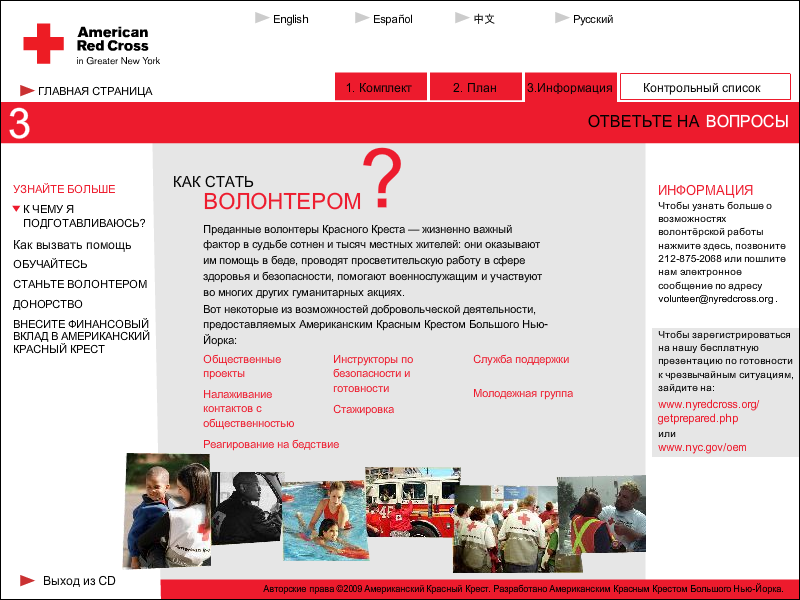 English
Español
中文
Русский
American
Red Cross
in Greater New York
ГЛАВНАЯ СТРАНИЦА
1. Комплект
2. План
3.Информация
Контрольный список
3
ОТВЕТЬТЕ НА ВОПРОСЫ
УЗНАЙТЕ БОЛЬШЕ
К ЧЕМУ Я
ПОДГОТАВЛИВАЮСЬ?
Как вызвать помощь
ОБУЧАЙТЕСЬ
СТАНЬТЕ ВОЛОНТЕРОМ
ДОНОРСТВО
ВНЕСИТЕ ФИНАНСОВЫЙ
ВКЛАД В АМЕРИКАНСКИЙ
КРАСНЫЙ КРЕСТ
КАК СТАТЬ
ВОЛОНТЕРОМ?
Преданные волонтеры Красного Креста — жизненно важный
фактор в судьбе сотнен и тысяч местных жителей: они оказывают
им помощь в беде, проводят просветительскую работу в сфере
здоровья и безопасности, помогают военнослужащим и участвуют
во многих других гуманитарных акциях.
Вот некоторые из возможностей добровольческой деятельности,
предоставляемых Американским Красным Крестом Большого Нью-
Йорка:
Общественные
проекты
Налаживание
контактов с
общественностью
Реагирование на бедствие
Инструкторы по
безопасности и
готовности
Стажировка
Служба поддержки
Молодежная группа
ИНФОРМАЦИЯ
Чтобы узнать больше о
возможностях
волонтёрской работы
нажмите здесь, позвоните
212-875-2068 или пошлите
нам электронное
сообщение по адресу
volunteer@nyredcross.org .
Чтобы зарегистрироваться
на нашу бесплатную
презентацию по готовности
к чрезвычайным ситуациям,
зайдите на:
www.nyredcross.org/
getprepared.php
или
www.nyc.gov/oem
Выход из CD
Авторские права ©2009 Американский Красный Крест. Разработано Американским Красным Крестом Большого Нью-Йорка.